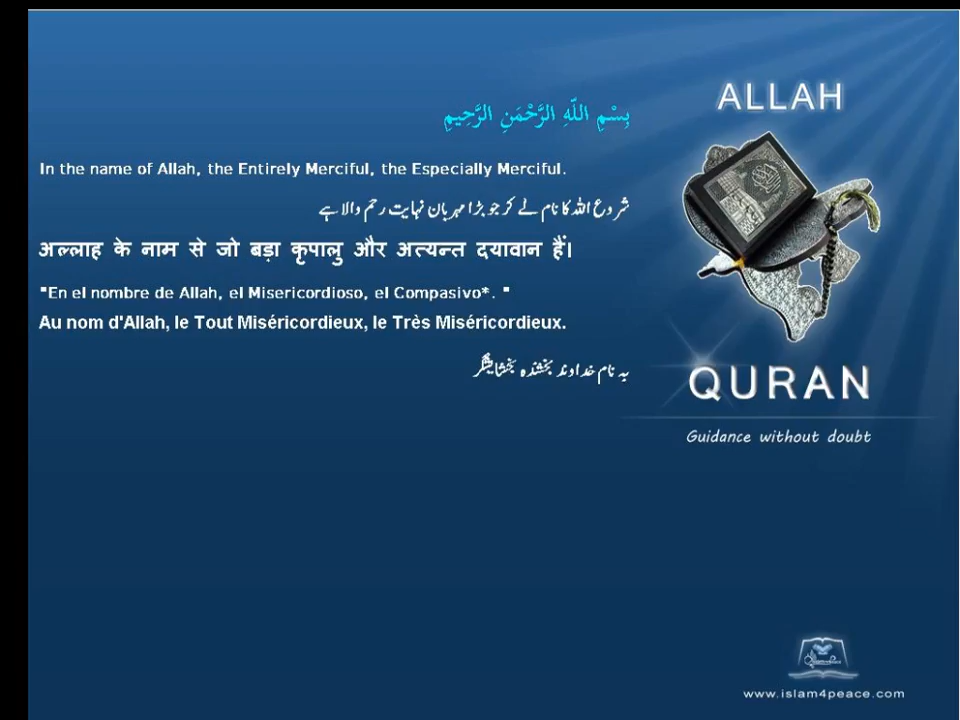 بِسْمِ اللَّهِ الرَّحْمَنِ الرَّحِيمِ
In the name of Allah, the Entirely Merciful, the Especially Merciful.
شروع الله کا نام لے کر جو بڑا مہربان نہایت رحم والا ہے
अल्लाह के नाम से जो बड़ा कृपालु और अत्यन्त दयावान हैं।
"En el nombre de Allah, el Misericordioso, el Compasivo*. "
Au nom d'Allah, le Tout Miséricordieux, le Très Miséricordieux.
به نام خداوند بخشنده بخشایشگر
ALLAH
QURAN
Guidance without doubt
www.islam4peace.com